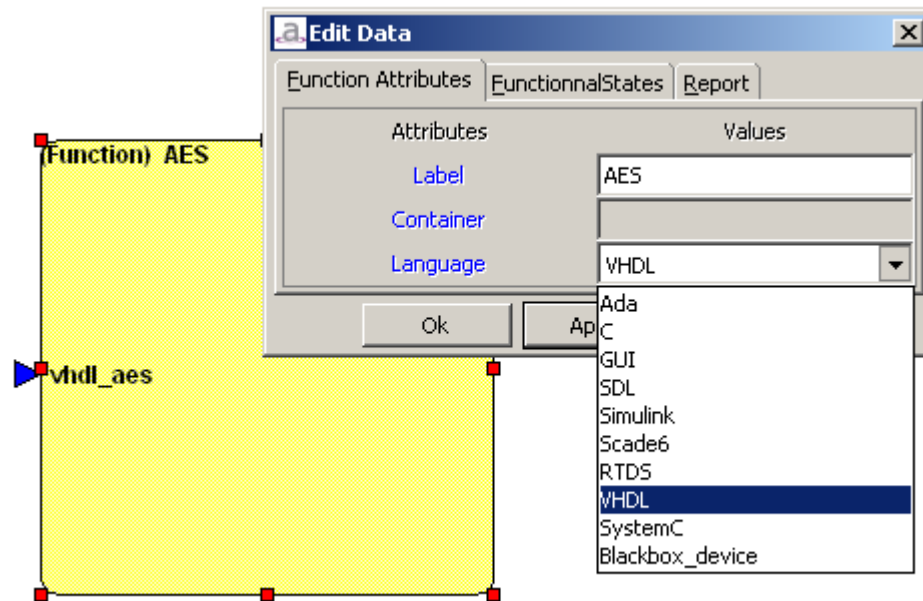 Edit Data
Function Attributes FunctionnalStates Report
(Function) AES
Attributes Values
Label AES
Container
Language VHDL
Ok Ap
Ada
C
GUI
vhdl_aes
SDL
Simulink
Scade6
RTDS
VHDL
SystemC
Blackbox_device